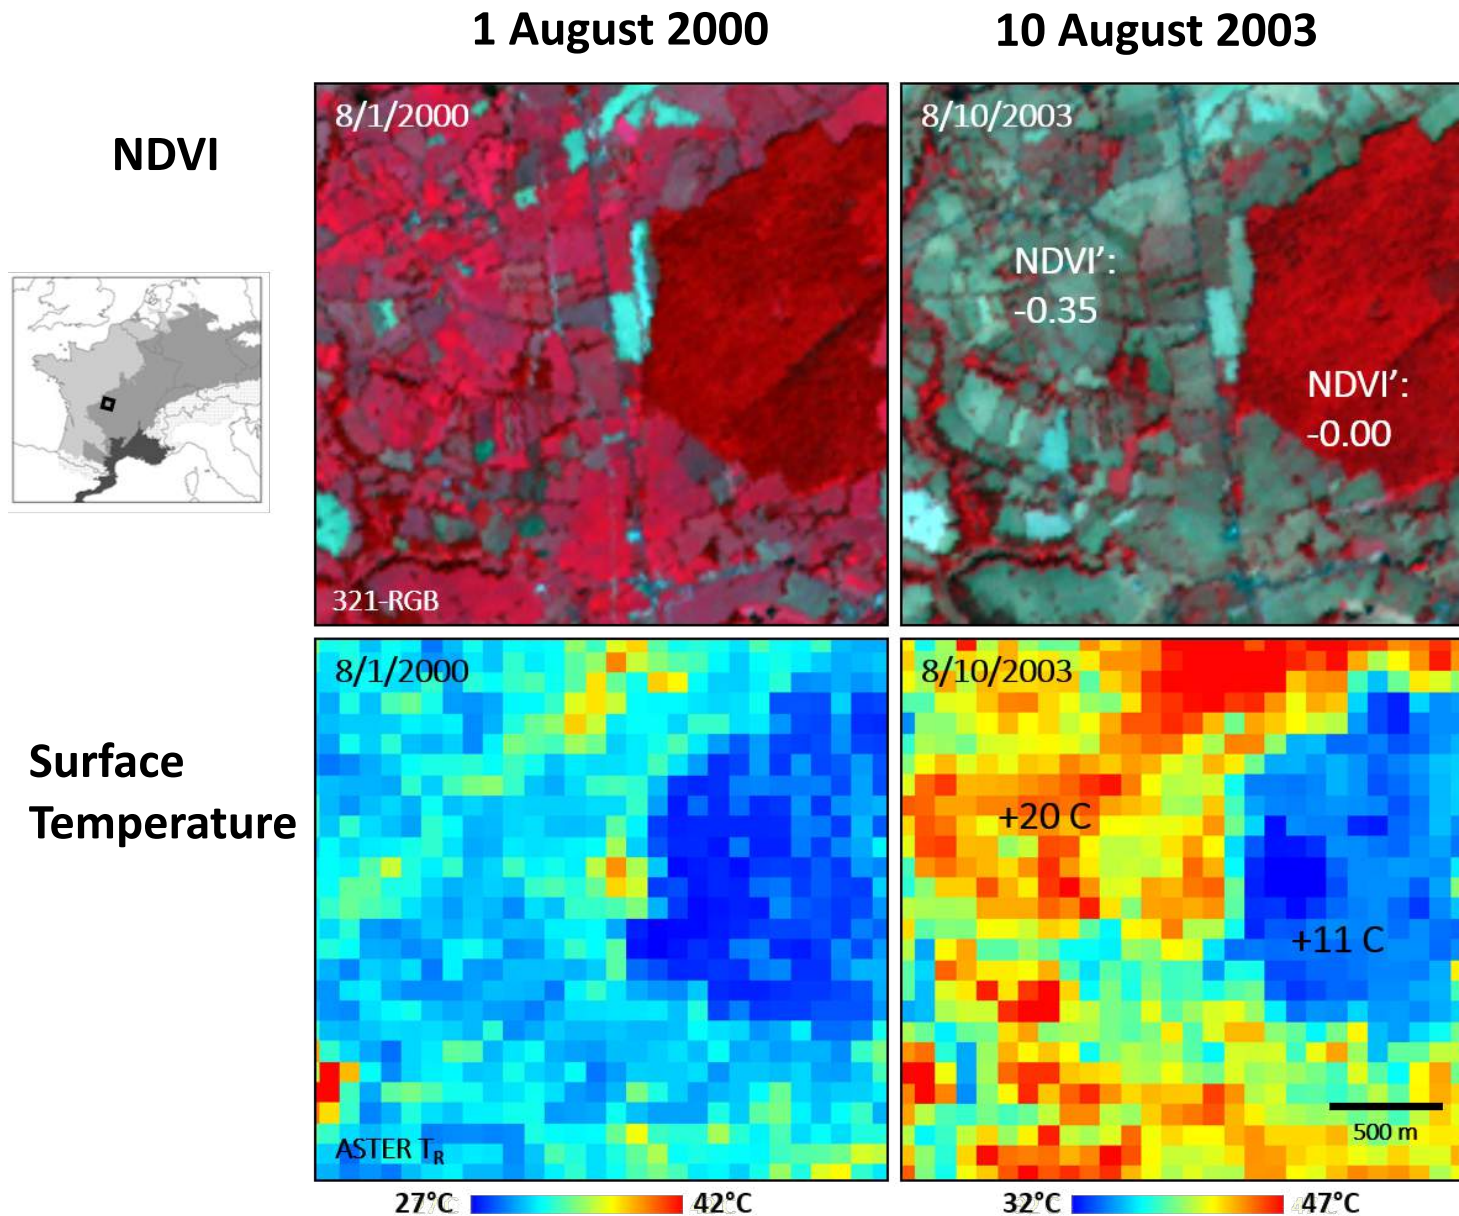 1 August 2000
10 August 2003
NDVI
8/1/2000
321-RGB
8/10/2003
NDVI’:
-0.35
NDVI’:
-0.00
Surface
Temperature
8/1/2000
ASTER TR
8/10/2003
+20 C
+11 C
500 m
27°C
42°C
32°C
47°C